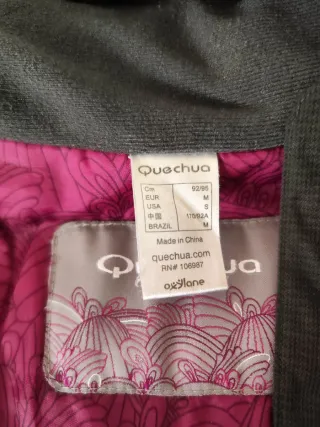 Quechua
Cm 92/96
EUR M
USA S
中国 170/92A
BRAZIL M
Made in China
quechua.com
RN# 106987
oxylane
Quechua